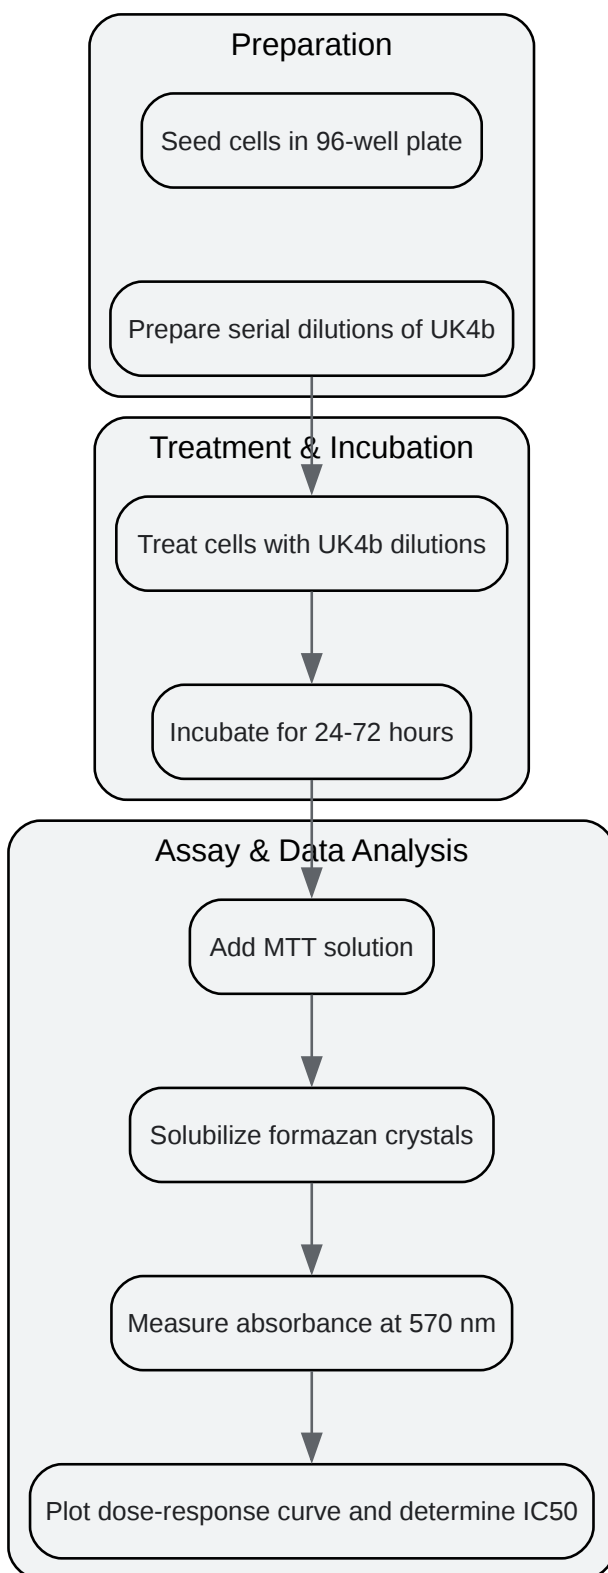 Preparation
Seed cells in 96-well plate
Prepare serial dilutions of UK4b
Treatment & Incubation
Treat cells with UK4b dilutions
Incubate for 24-72 hours
Assay & Data Analysis
Add MTT solution
Solubilize formazan crystals
Measure absorbance at 570 nm
Plot dose-response curve and determine IC50